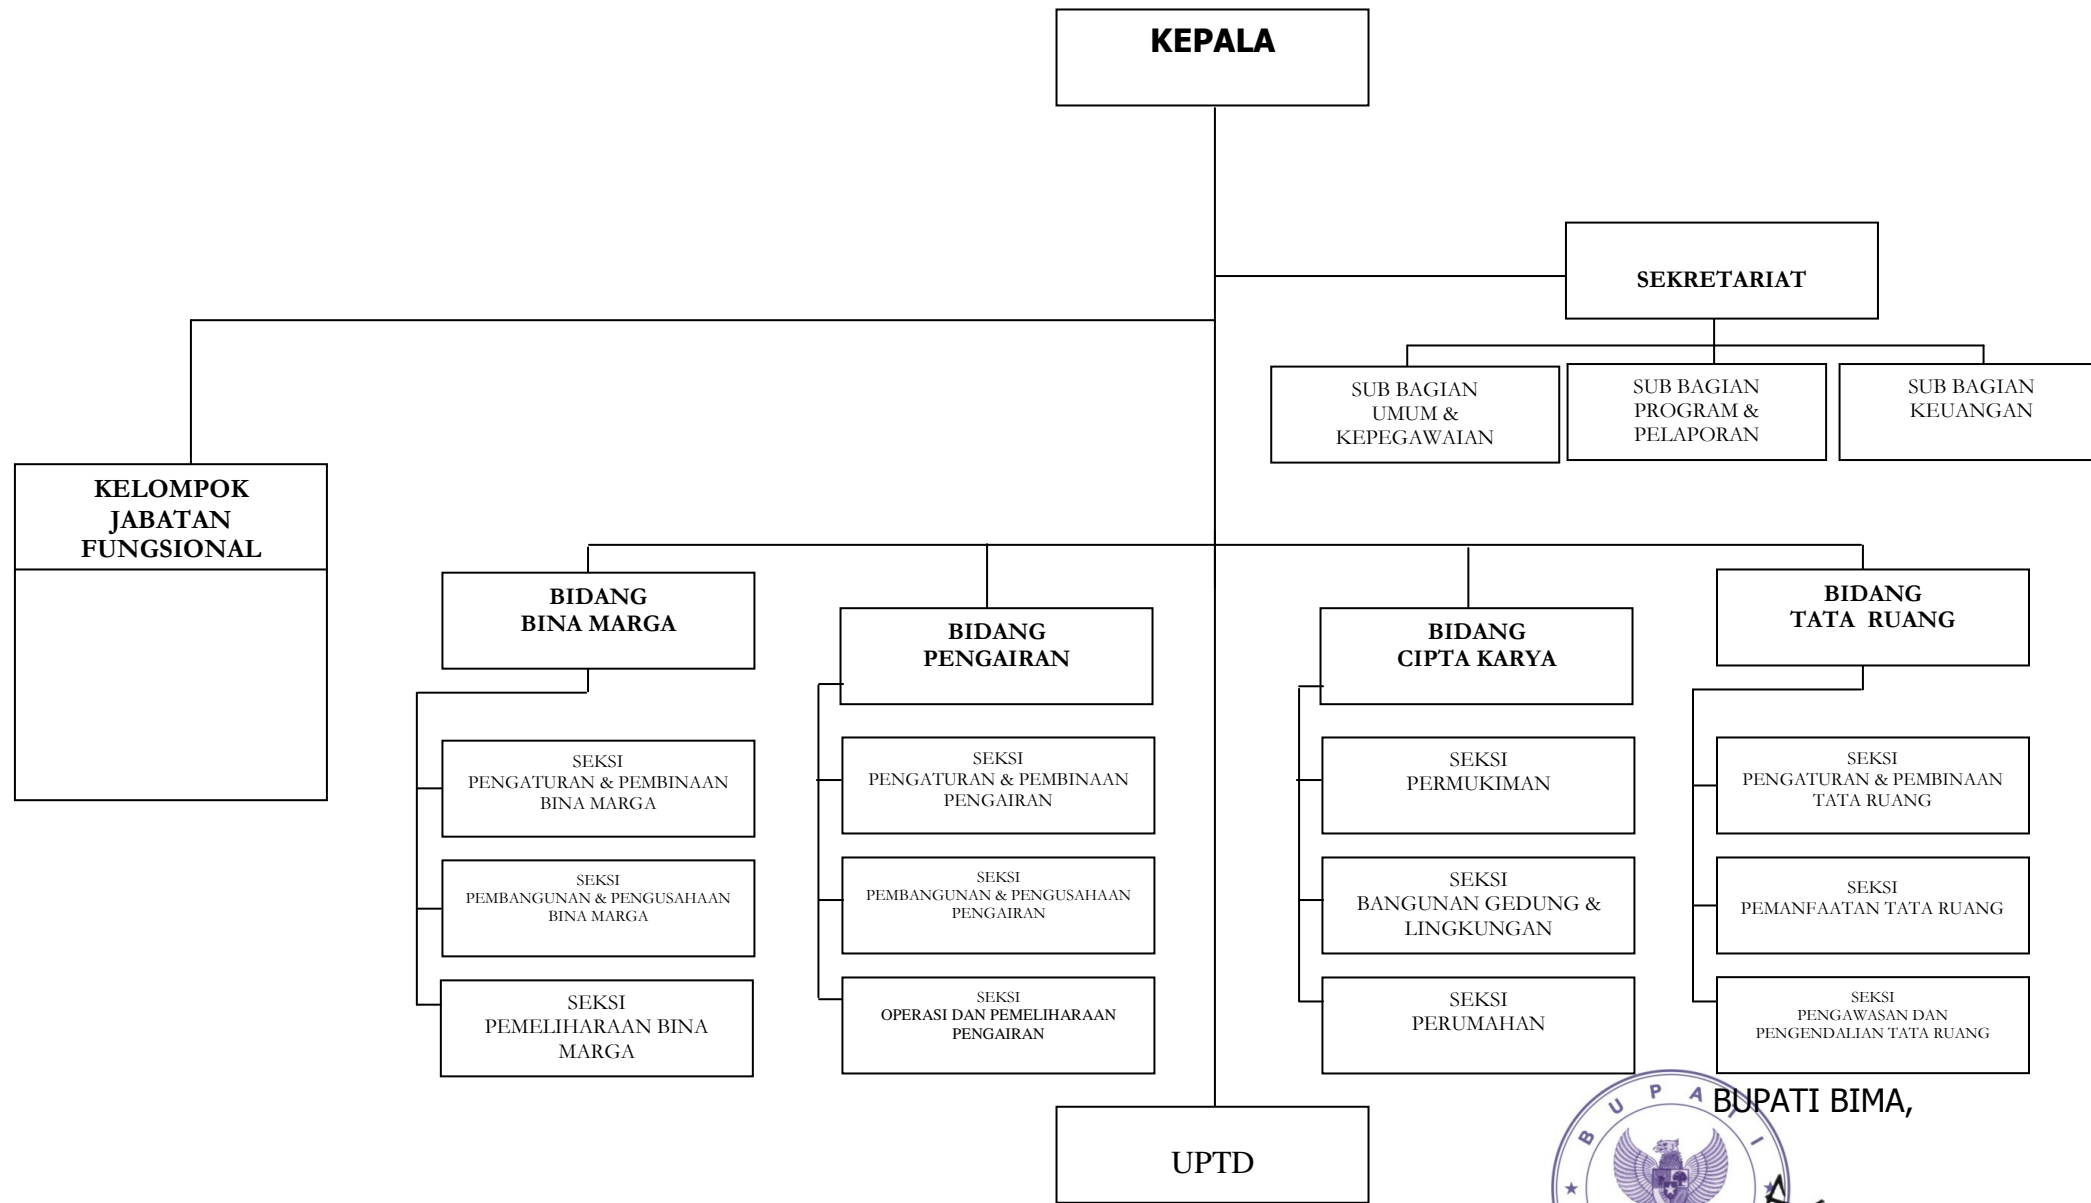 KEPALA
SEKRETARIAT
SUB BAGIAN
UMUM &
KEPEGAWAIAN
SUB BAGIAN
PROGRAM &
PELAPORAN
SUB BAGIAN
KEUANGAN
KELOMPOK
JABATAN
FUNGSIONAL
BIDANG
BINA MARGA
BIDANG
PENGAIRAN
BIDANG
CIPTA KARYA
BIDANG
TATA RUANG
SEKSI
PENGATURAN & PEMBINAAN
BINA MARGA
SEKSI
PEMBANGUNAN & PENGUSAHAAN
BINA MARGA
SEKSI
PEMELIHARAAN BINA
MARGA
SEKSI
PENGATURAN & PEMBINAAN
PENGAIRAN
SEKSI
PEMBANGUNAN & PENGUSAHAAN
PENGAIRAN
SEKSI
OPERASI DAN PEMELIHARAAN
PENGAIRAN
SEKSI
PERMUKIMAN
SEKSI
BANGUNAN GEDUNG &
LINGKUNGAN
SEKSI
PERUMAHAN
SEKSI
PENGATURAN & PEMBINAAN
TATA RUANG
SEKSI
PEMANFAATAN TATA RUANG
SEKSI
PENGAWASAN DAN
PENGENDALIAN TATA RUANG
UPTD
BUPATI BIMA,
BUPATI